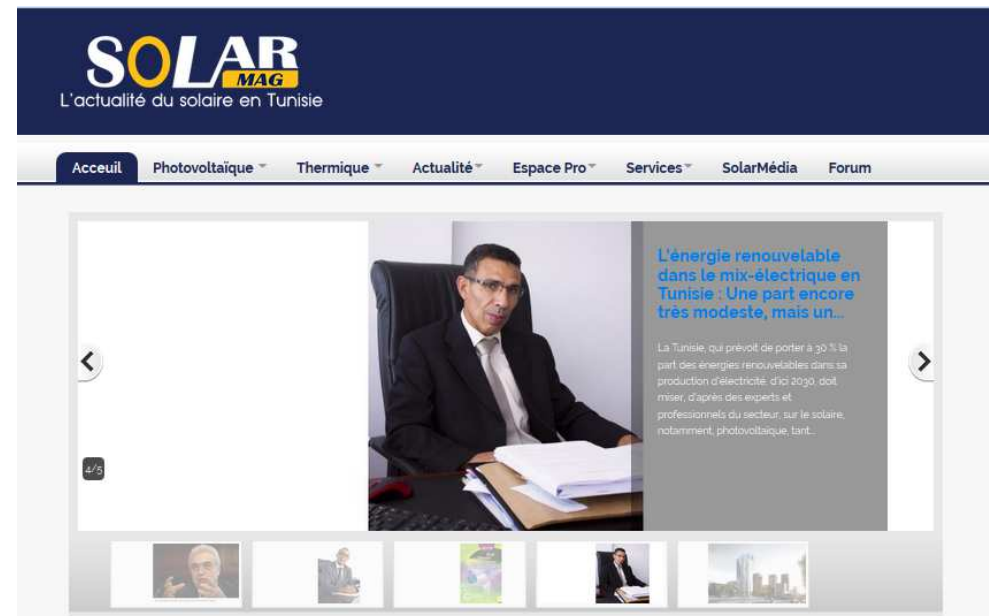 SOLAR
MAG
L'actualité du solaire en Tunisie
Acceuil Photovoltaïque Thermique Actualité Espace Pro Services SolarMédia Forum
L'énergie renouvelable
dans le mix-électrique en
Tunisie : Une part encore
très modeste, mais un...
La Tunisie, qui prévoit de porter à 30 % la
part des énergies renouvelables dans sa
production d'électricité, d'ici 2030, doit
miser, d'après des experts et
professionnels du secteur, sur le solaire,
notamment, photovoltaïque, tant...
4/5